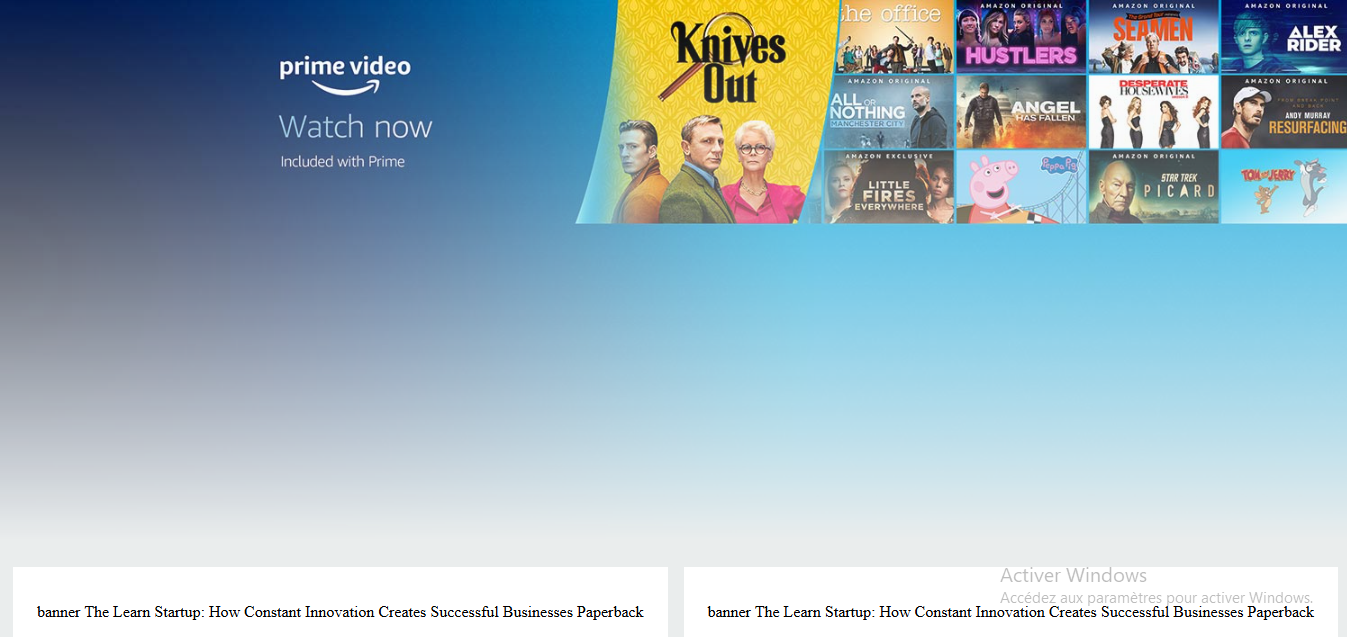 prime video
Watch now
Included with Prime
Knives
Out
the office
AMAZON ORIGINAL
HUSTLERS
AMAZON ORIGINAL
SEAMEN
AMAZON ORIGINAL
ALEX
RIDER
AMAZON ORIGINAL
ALL OR
NOTHING
MANCHESTER CITY
ANGEL
HAS FALLEN
DESPERATE
HOUSEWIVES
AMAZON ORIGINAL
FROM BREAK POINT
AND BACK
ANDY MURRAY
RESURFACING
AMAZON EXCLUSIVE
LITTLE
FIRES
EVERYWHERE
Peppa Pig
AMAZON ORIGINAL
STAR TREK
PICARD
TOM AND JERRY
Activer Windows
Accédez aux paramètres pour activer Windows.
banner The Learn Startup: How Constant Innovation Creates Successful Businesses Paperback
banner The Learn Startup: How Constant Innovation Creates Successful Businesses Paperback